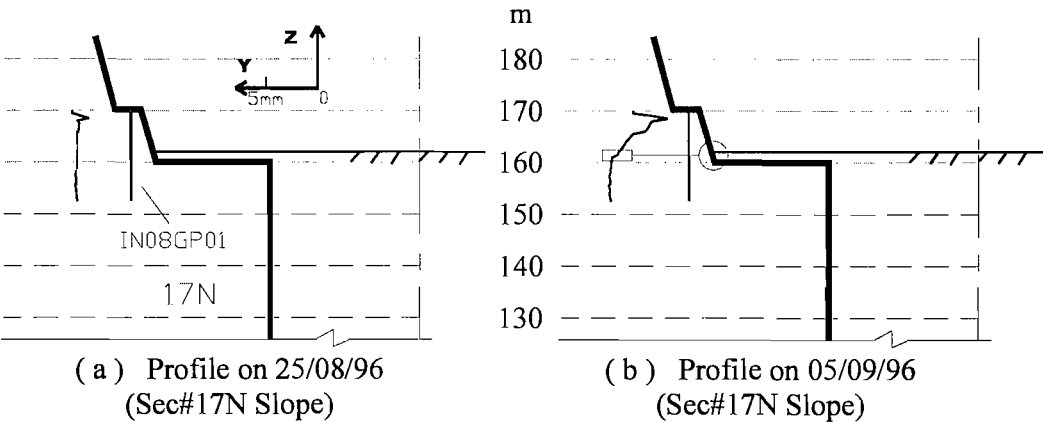 m
Z
Y
5mm
0
180
170
160
150
140
130
IN08GP01
17N
( a ) Profile on 25/08/96
(Sec#17N Slope)
( b ) Profile on 05/09/96
(Sec#17N Slope)